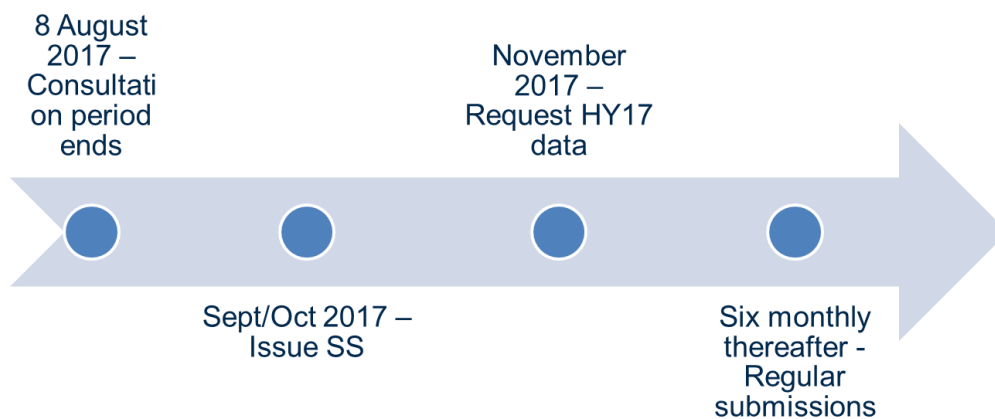 8 August
2017 –
Consultati
on period
ends
Sept/Oct 2017 –
Issue SS
November
2017 –
Request HY17
data
Six monthly
thereafter -
Regular
submissions